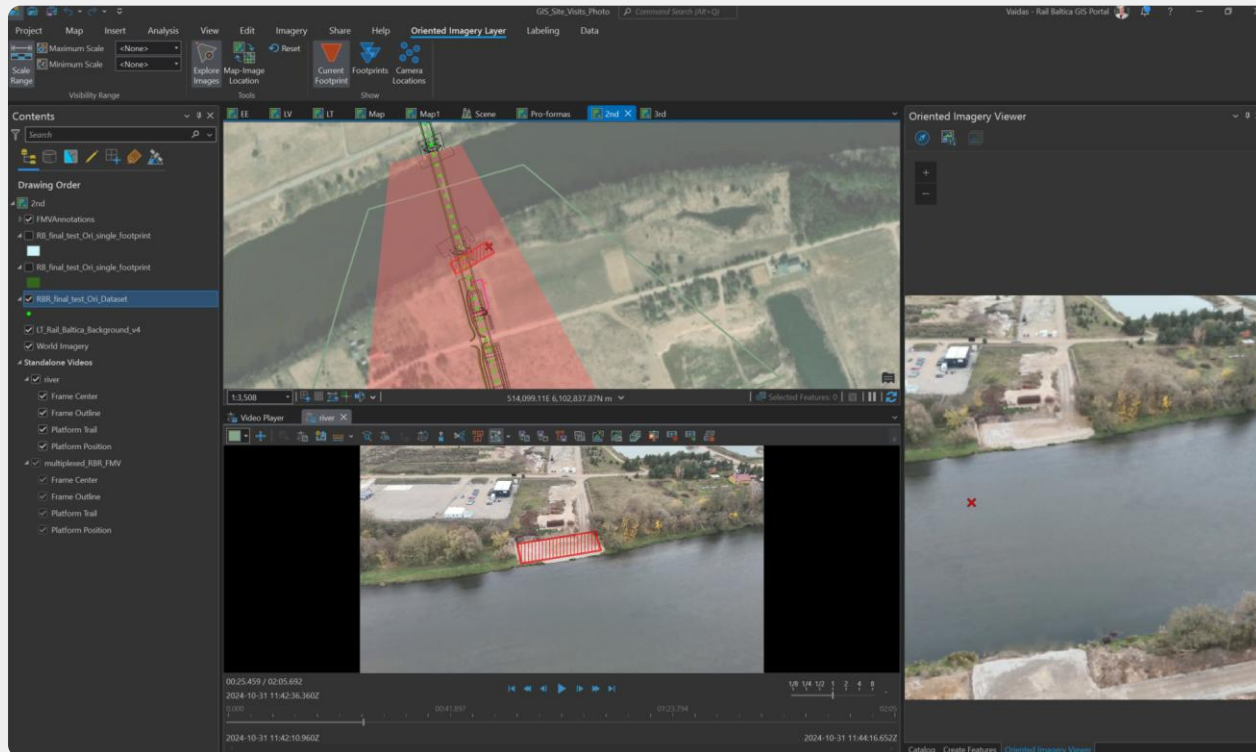 GIS_Site_Visits_Photo
Command Search (Alt+Q)
Vaidas - Rail Baltica GIS Portal
Project Map Insert Analysis View Edit Imagery Share Help Oriented Imagery Layer Labeling Data
Scale Range
Maximum Scale <None>
Minimum Scale <None>
Visibility Range
Explore Images
Map-Image Location
Reset
Tools
Current Footprint
Footprints
Camera Locations
Show
Contents
Search
Drawing Order
2nd
FMVAnnotations
RB_final_test_Ori_single_footprint
RB_final_test_Ori_single_footprint
RBR_final_test_Ori_Dataset
LT_Rail_Baltica_Background_v4
World Imagery
Standalone Videos
river
Frame Center
Frame Outline
Platform Trail
Platform Position
multiplexed_RBR_FMV
Frame Center
Frame Outline
Platform Trail
Platform Position
EE LV LT Map Map1 Scene Pro-formas 2nd 3rd
1:3,508
514,099.11E 6,102,837.87N m
Selected Features: 0
Video Player river
00:25.459 / 02:05.692
2024-10-31 11:42:36.360Z
1/8 1/4 1/2 1 2 4 8
0.000 00:41.897 01:23.794 02:05
2024-10-31 11:42:10.960Z 2024-10-31 11:44:16.652Z
Oriented Imagery Viewer
Catalog Create Features Oriented Imagery Viewer